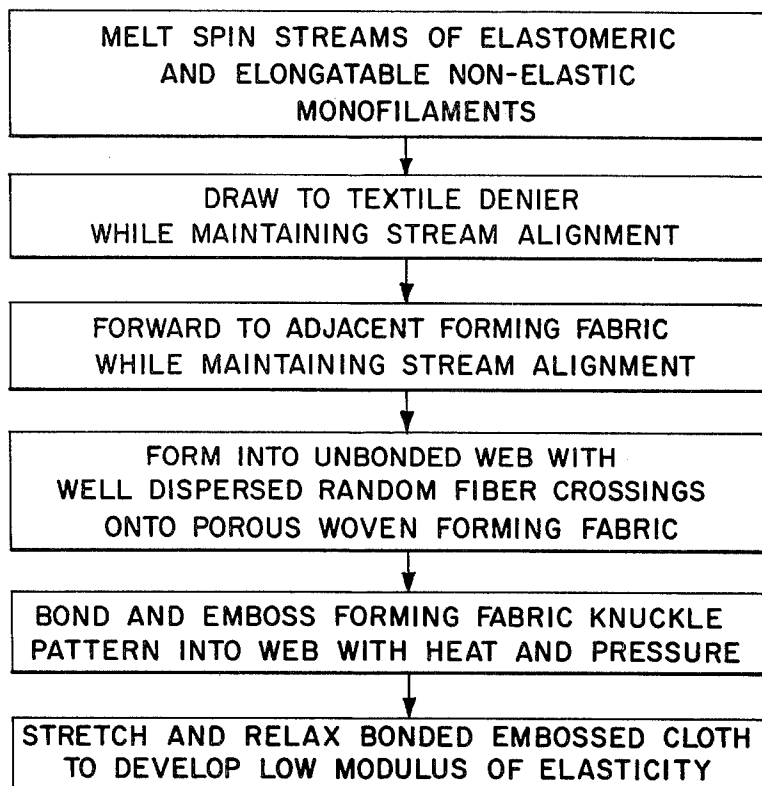 MELT SPIN STREAMS OF ELASTOMERIC
AND ELONGATABLE NON-ELASTIC
MONOFILAMENTS
DRAW TO TEXTILE DENIER
WHILE MAINTAINING STREAM ALIGNMENT
FORWARD TO ADJACENT FORMING FABRIC
WHILE MAINTAINING STREAM ALIGNMENT
FORM INTO UNBONDED WEB WITH
WELL DISPERSED RANDOM FIBER CROSSINGS
ONTO POROUS WOVEN FORMING FABRIC
BOND AND EMBOSS FORMING FABRIC KNUCKLE
PATTERN INTO WEB WITH HEAT AND PRESSURE
STRETCH AND RELAX BONDED EMBOSSED CLOTH
TO DEVELOP LOW MODULUS OF ELASTICITY